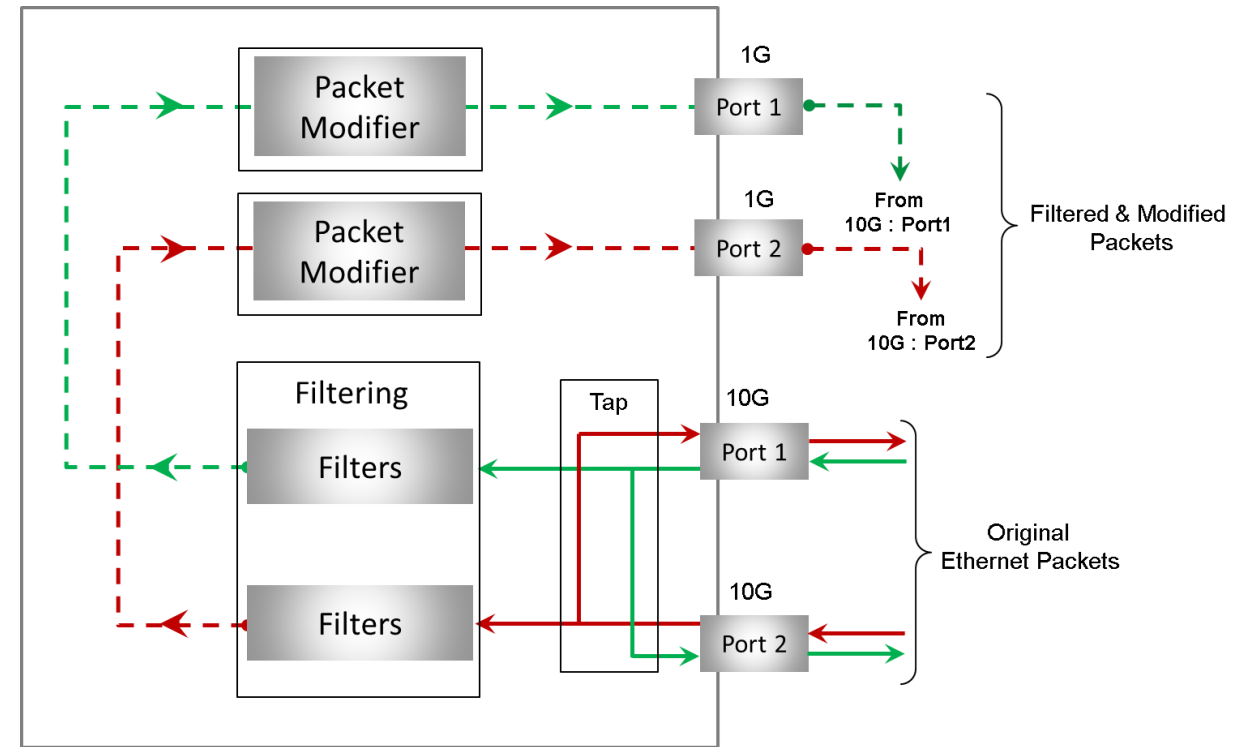 1G
Packet
Modifier
Port 1
From
10G : Port1
1G
Packet
Modifier
Port 2
From
10G : Port2
Filtered & Modified
Packets
Filtering
Filters
Filters
Tap
10G
Port 1
10G
Port 2
Original
Ethernet Packets